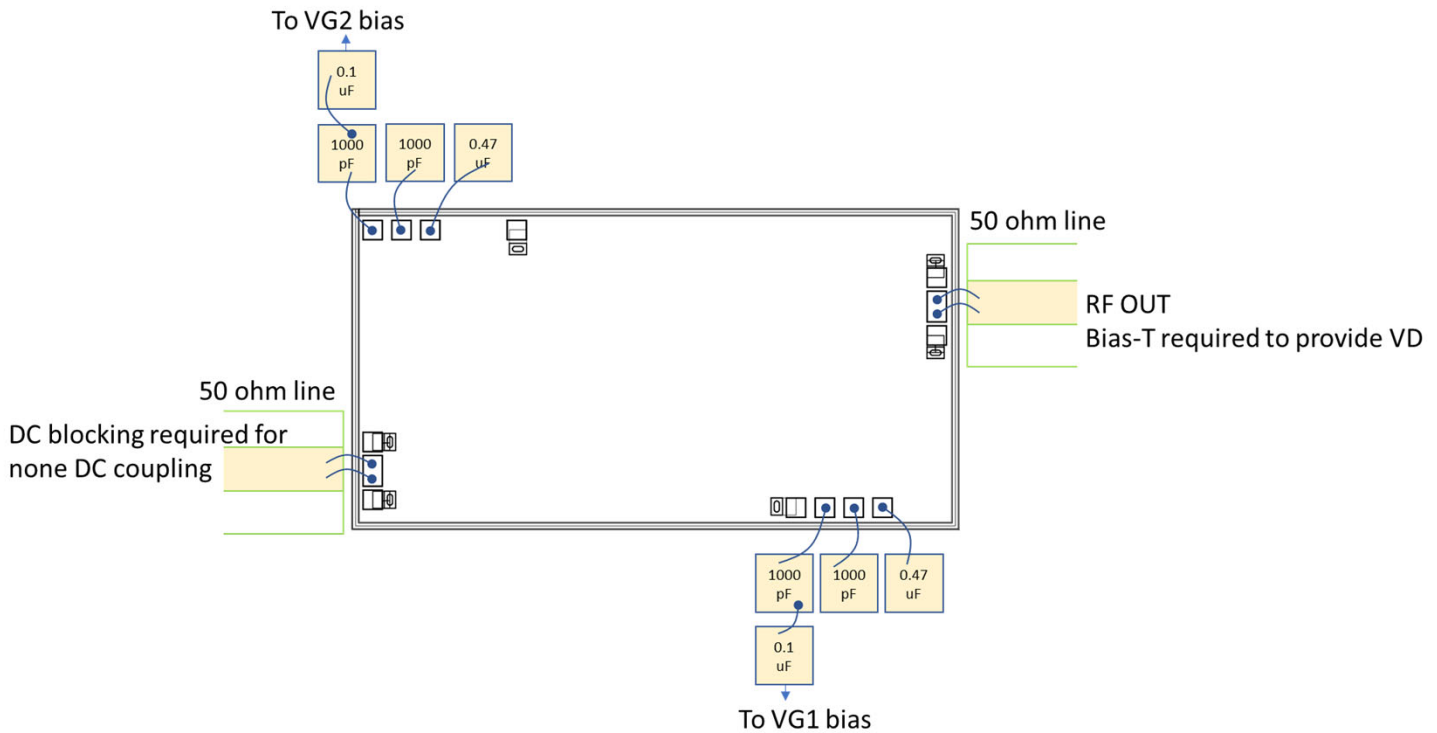 To VG2 bias
0.1
uF
1000
pF
1000
pF
0.47
uF
50 ohm line
RF OUT
Bias-T required to provide VD
50 ohm line
DC blocking required for
none DC coupling
1000
pF
1000
pF
0.47
uF
0.1
uF
To VG1 bias